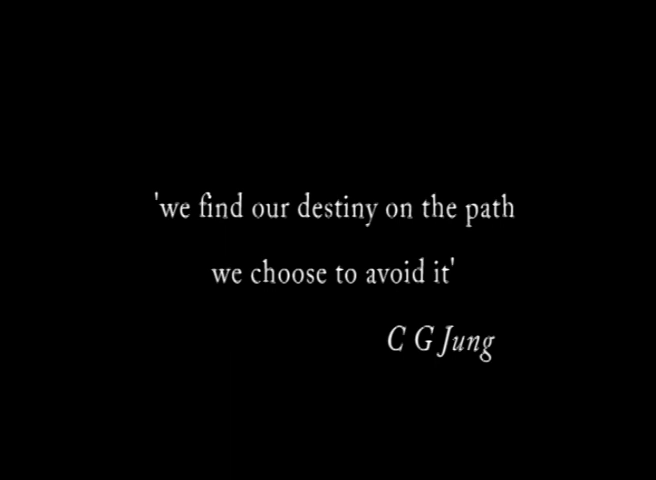 'we find our destiny on the path
we choose to avoid it'
C G Jung